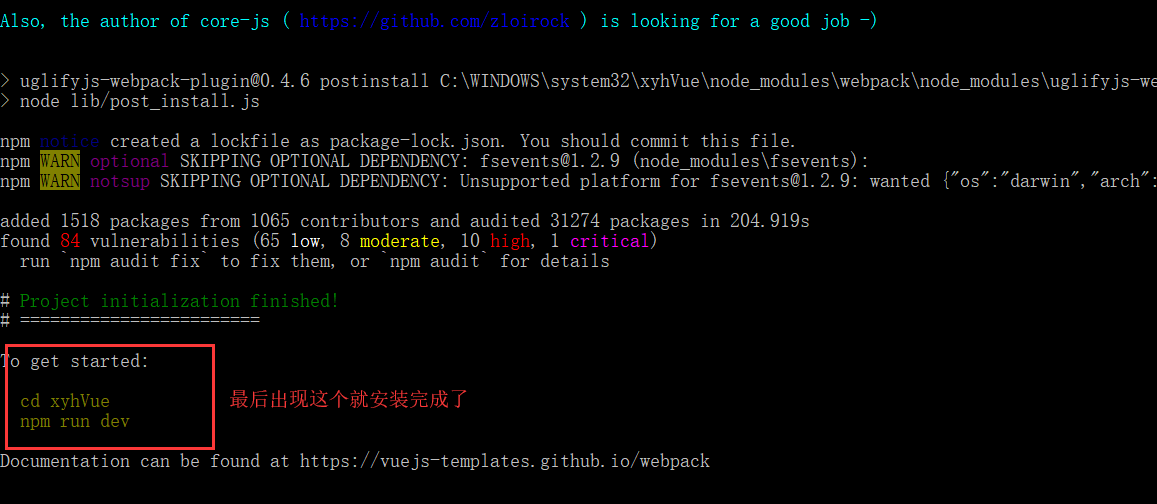 Also, the author of core-js ( https://github.com/zloirock ) is looking for a good job -)
> uglifyjs-webpack-plugin@0.4.6 postinstall C:\WINDOWS\system32\xyhVue\node_modules\webpack\node_modules\uglifyjs-we
> node lib/post_install.js
npm notice created a lockfile as package-lock.json. You should commit this file.
npm WARN optional SKIPPING OPTIONAL DEPENDENCY: fsevents@1.2.9 (node_modules\fsevents):
npm WARN notsup SKIPPING OPTIONAL DEPENDENCY: Unsupported platform for fsevents@1.2.9: wanted {"os":"darwin","arch":
added 1518 packages from 1065 contributors and audited 31274 packages in 204.919s
found 84 vulnerabilities (65 low, 8 moderate, 10 high, 1 critical)
run `npm audit fix` to fix them, or `npm audit` for details
# Project initialization finished!
# ========================
To get started:
cd xyhVue
最后出现这个就安装完成了
npm run dev
Documentation can be found at https://vuejs-templates.github.io/webpack